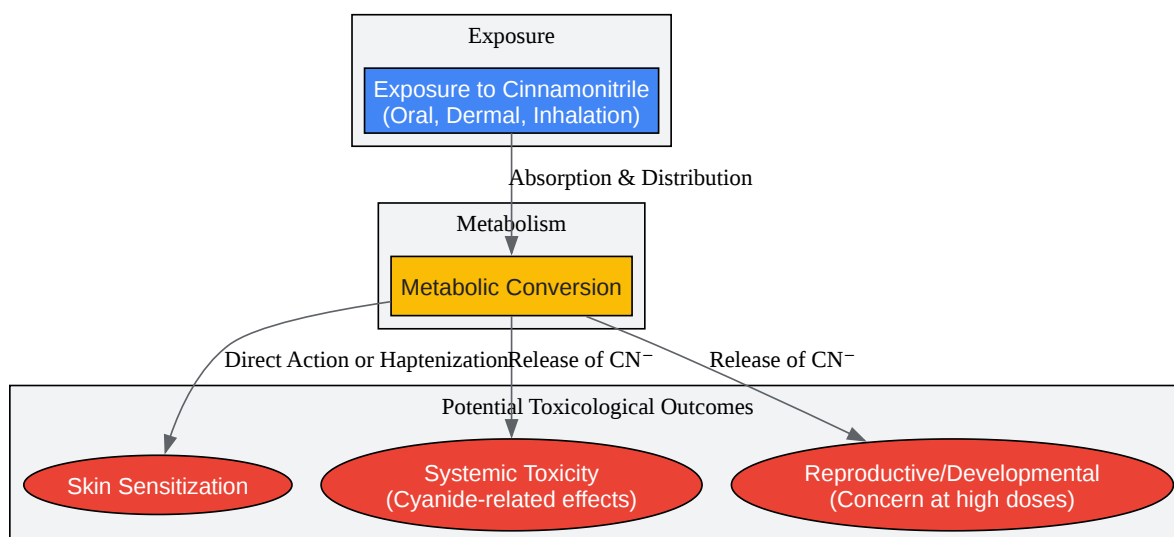 Exposure
Exposure to Cinnamonitrile
(Oral, Dermal, Inhalation)
Absorption & Distribution
Metabolism
Metabolic Conversion
Direct Action or Haptenization
Release of CN⁻
Release of CN⁻
Potential Toxicological Outcomes
Skin Sensitization
Systemic Toxicity
(Cyanide-related effects)
Reproductive/Developmental
(Concern at high doses)